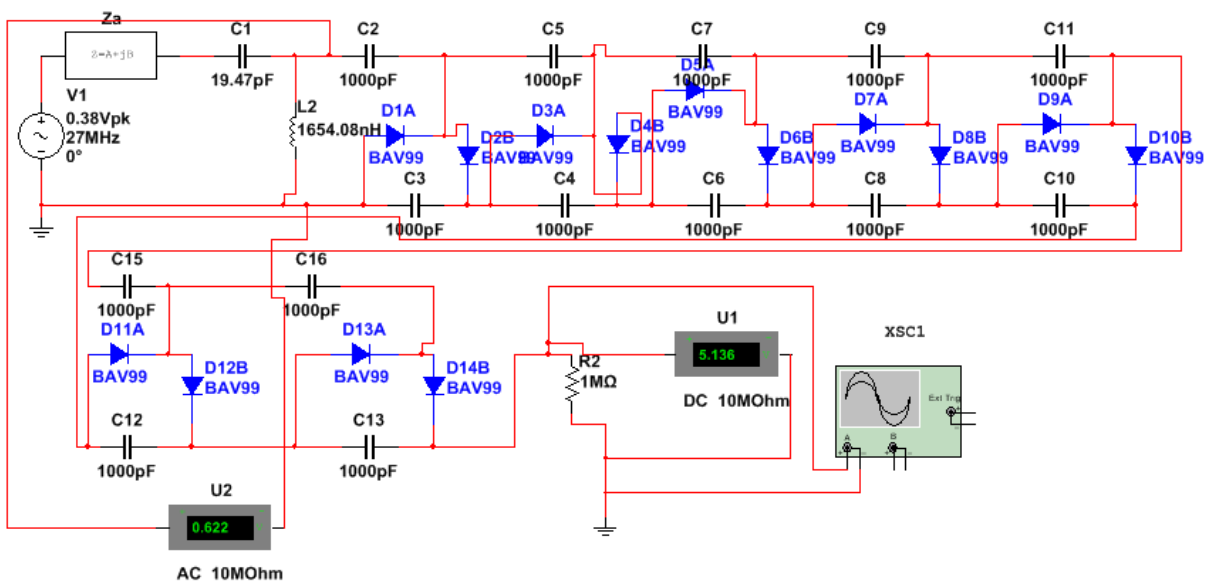 Za
Z=A+jB
C1
19.47pF
C2
1000pF
C5
1000pF
C7
1000pF
C9
1000pF
C11
1000pF
V1
0.38Vpk
27MHz
0°
L2
1654.08nH
D1A
BAV99
D2B
BAV99
D3A
BAV99
D4B
BAV99
D5A
BAV99
D6B
BAV99
D7A
BAV99
D8B
BAV99
D9A
BAV99
D10B
BAV99
C3
1000pF
C4
1000pF
C6
1000pF
C8
1000pF
C10
1000pF
C15
1000pF
C16
1000pF
D11A
BAV99
D12B
BAV99
D13A
BAV99
D14B
BAV99
C12
1000pF
C13
1000pF
R2
1MΩ
U1
5.136
DC 10MOhm
XSC1
Ext Trig
A
B
U2
0.622
AC 10MOhm